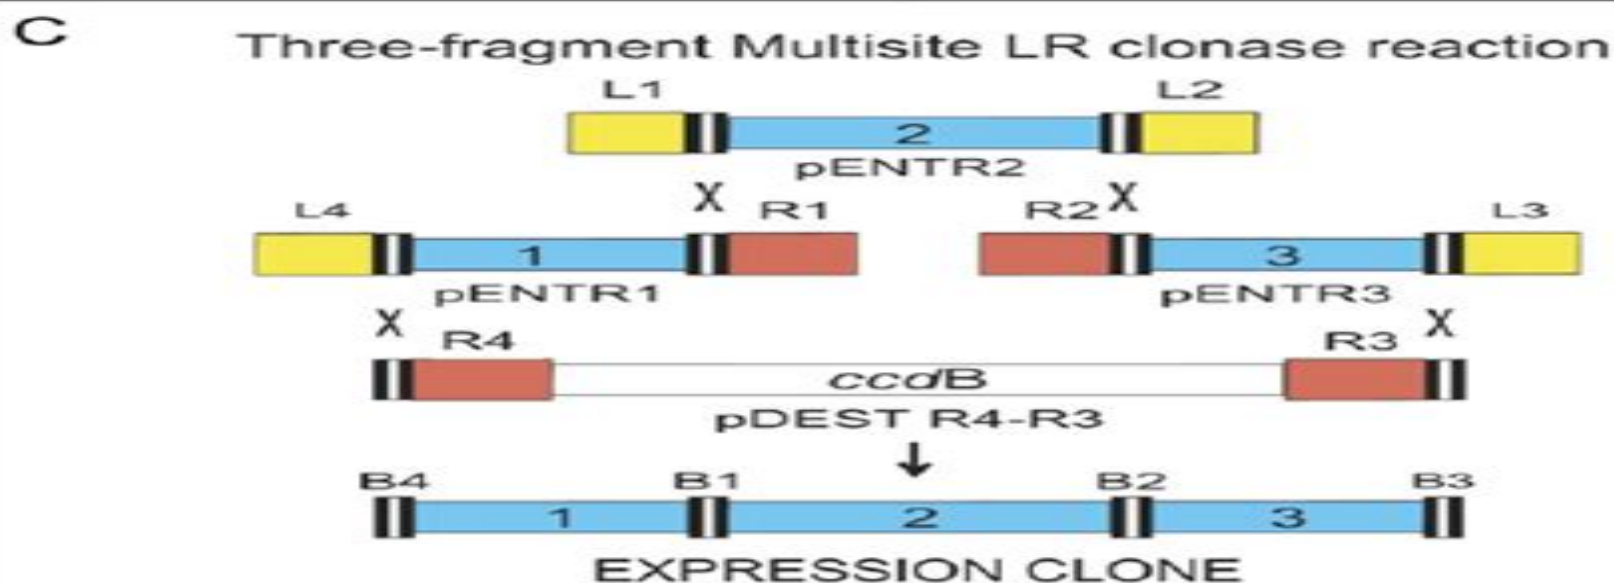 C
Three-fragment Multisite LR clonase reaction
L1 L2
2
pENTR2
X X
L4 R1 R2 L3
1 3
pENTR1 pENTR3
X X
R4 R3
ccdB
pDEST R4-R3
B4 B1 B2 B3
1 2 3
EXPRESSION CLONE